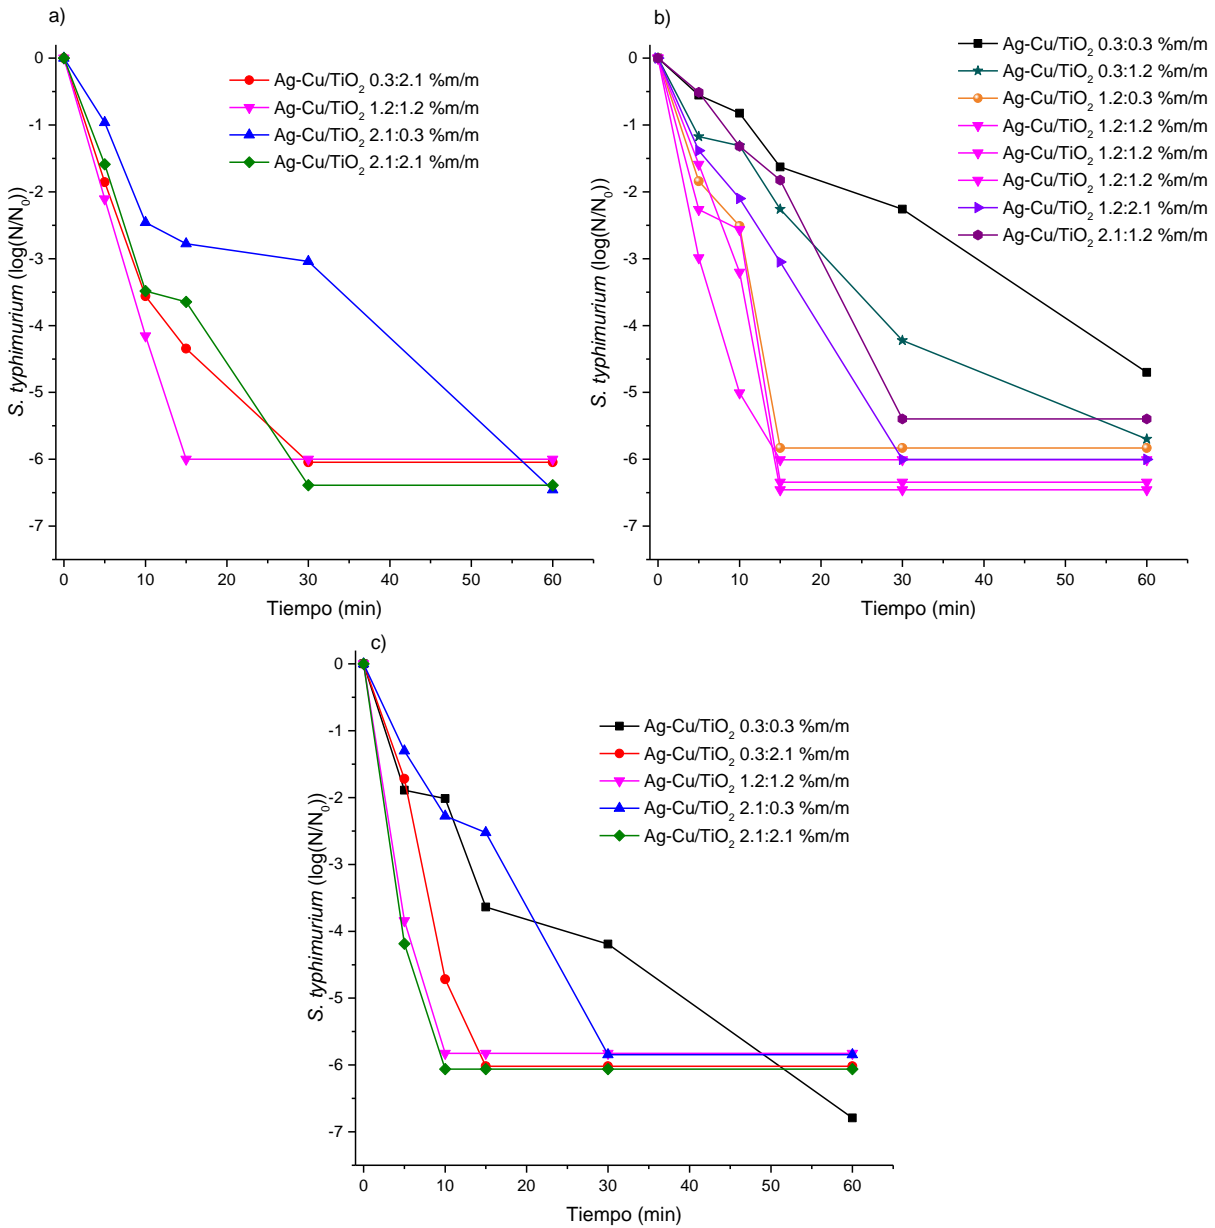 a)
Ag-Cu/TiO2 0.3:2.1 %m/m
Ag-Cu/TiO2 1.2:1.2 %m/m
Ag-Cu/TiO2 2.1:0.3 %m/m
Ag-Cu/TiO2 2.1:2.1 %m/m
S. typhimurium (log(N/N0))
0
-1
-2
-3
-4
-5
-6
-7
0 10 20 30 40 50 60
Tiempo (min)
b)
Ag-Cu/TiO2 0.3:0.3 %m/m
Ag-Cu/TiO2 0.3:1.2 %m/m
Ag-Cu/TiO2 1.2:0.3 %m/m
Ag-Cu/TiO2 1.2:1.2 %m/m
Ag-Cu/TiO2 1.2:1.2 %m/m
Ag-Cu/TiO2 1.2:1.2 %m/m
Ag-Cu/TiO2 1.2:2.1 %m/m
Ag-Cu/TiO2 2.1:1.2 %m/m
S. typhimurium (log(N/N0))
0
-1
-2
-3
-4
-5
-6
-7
0 10 20 30 40 50 60
Tiempo (min)
c)
Ag-Cu/TiO2 0.3:0.3 %m/m
Ag-Cu/TiO2 0.3:2.1 %m/m
Ag-Cu/TiO2 1.2:1.2 %m/m
Ag-Cu/TiO2 2.1:0.3 %m/m
Ag-Cu/TiO2 2.1:2.1 %m/m
S. typhimurium (log(N/N0))
0
-1
-2
-3
-4
-5
-6
-7
0 10 20 30 40 50 60
Tiempo (min)